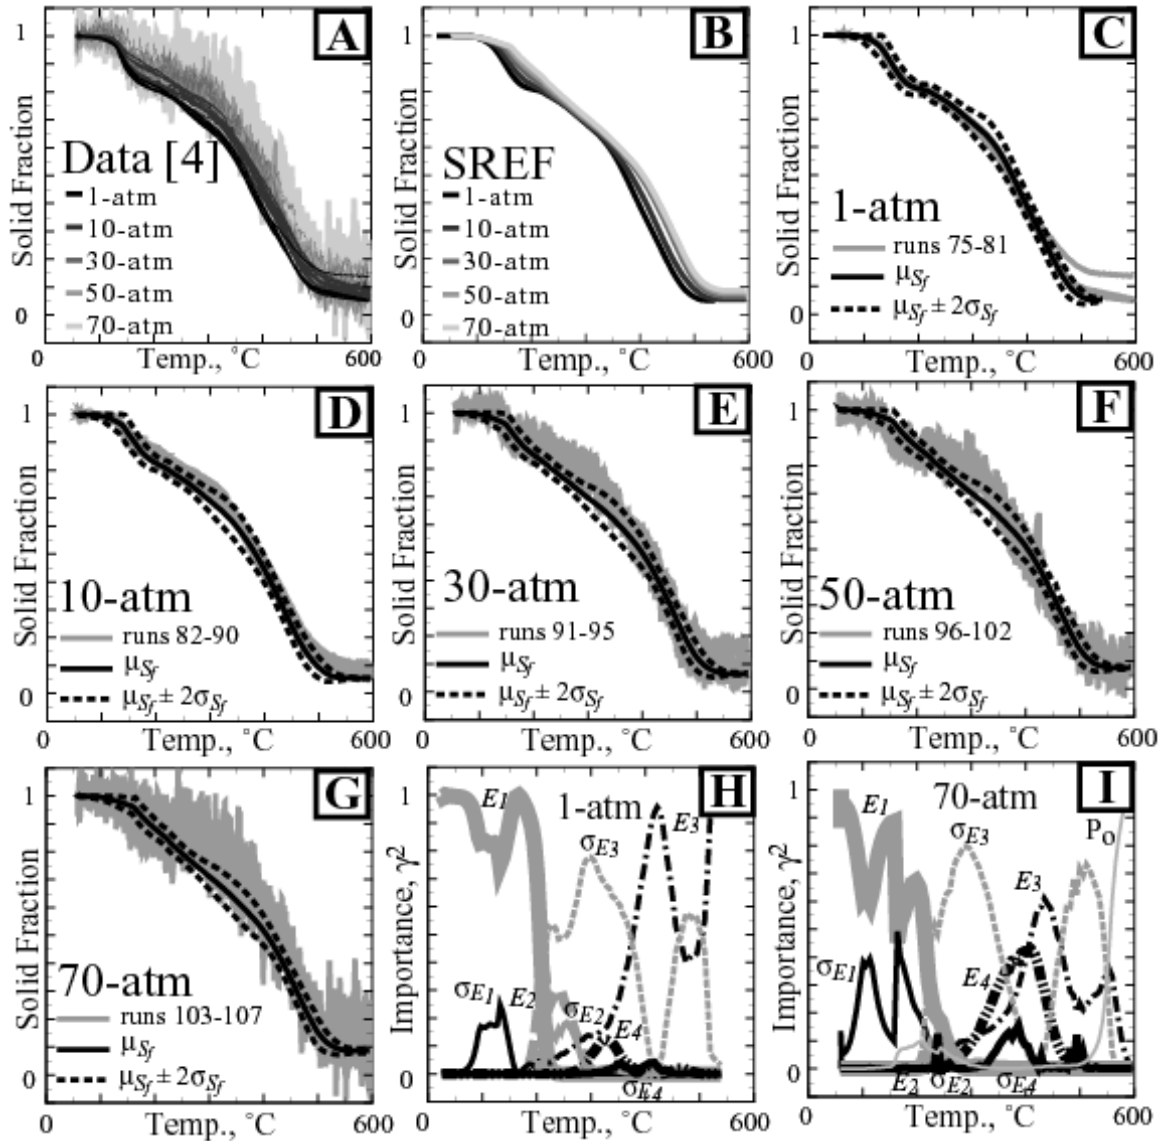 A
1
Solid Fraction
Data [4]
1-atm
10-atm
30-atm
50-atm
70-atm
0
0 Temp., °C 600
B
1
Solid Fraction
SREF
1-atm
10-atm
30-atm
50-atm
70-atm
0
0 Temp., °C 600
C
1
Solid Fraction
1-atm
runs 75-81
μSf
μSf ± 2σSf
0
0 Temp., °C 600
D
1
Solid Fraction
10-atm
runs 82-90
μSf
μSf ± 2σSf
0
0 Temp., °C 600
E
1
Solid Fraction
30-atm
runs 91-95
μSf
μSf ± 2σSf
0
0 Temp., °C 600
F
1
Solid Fraction
50-atm
runs 96-102
μSf
μSf ± 2σSf
0
0 Temp., °C 600
G
1
Solid Fraction
70-atm
runs 103-107
μSf
μSf ± 2σSf
0
0 Temp., °C 600
H
1
Importance, γ²
1-atm
E1
σE3
E3
σE1 E2 σE2 E4
σE4
0
0 Temp., °C 600
I
1
Importance, γ²
70-atm
E1
σE3
Po
E3
σE1
E4
E2 σE2 σE4
0
0 Temp., °C 600